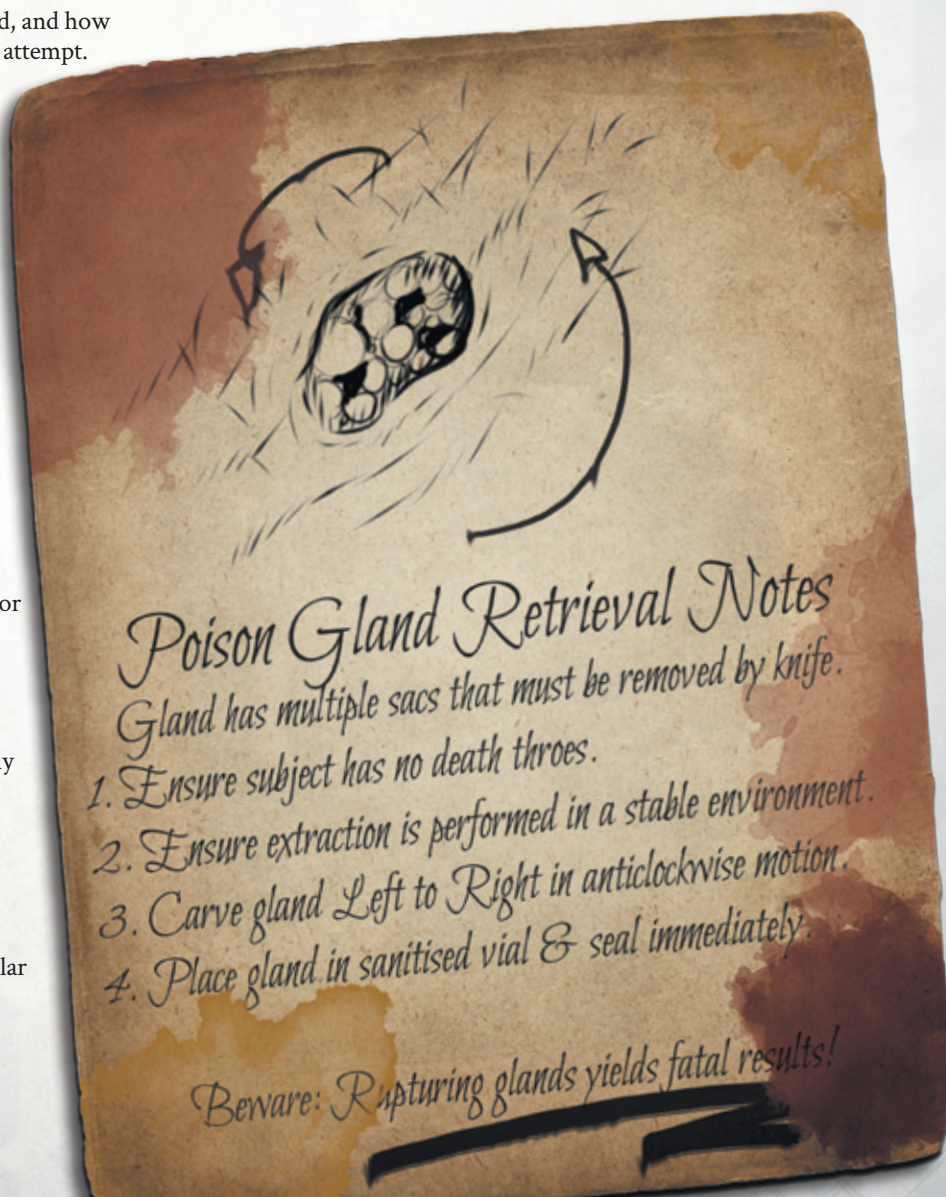 d, and how
attempt.
or
y
lar
Poison Gland Retrieval Notes
Gland has multiple sacs that must be removed by knife.
1. Ensure subject has no death throes.
2. Ensure extraction is performed in a stable environment.
3. Carve gland Left to Right in anticlockwise motion.
4. Place gland in sanitised vial & seal immediately.
Beware: Rupturing glands yields fatal results!